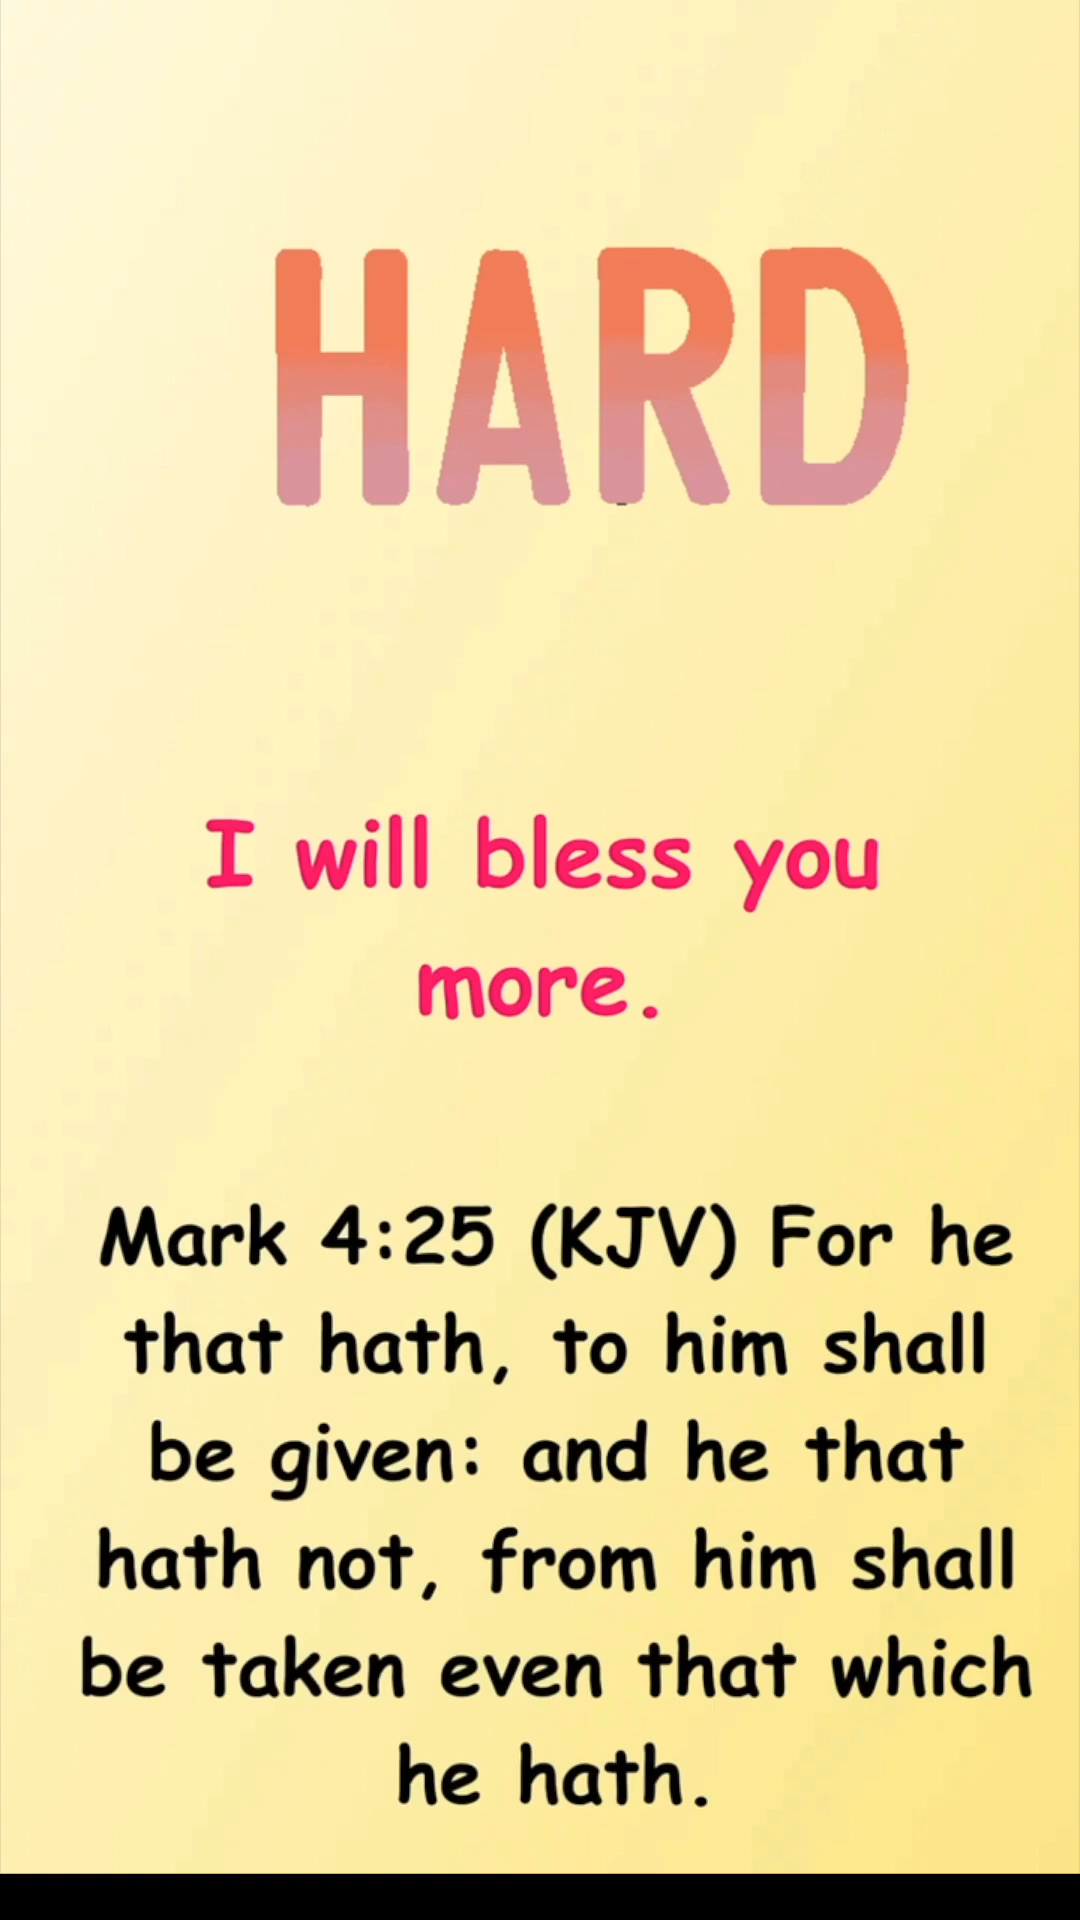 HARD
I will bless you
more.
Mark 4:25 (KJV) For he
that hath, to him shall
be given: and he that
hath not, from him shall
be taken even that which
he hath.